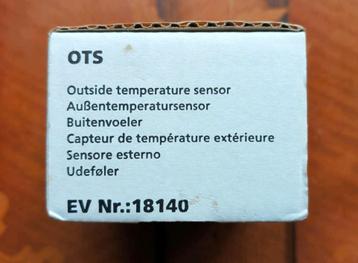 OTS
Outside temperature sensor
Außentemperatursensor
Buitenvoeler
Capteur de température extérieure
Sensore esterno
Udeføler
EV Nr.:18140